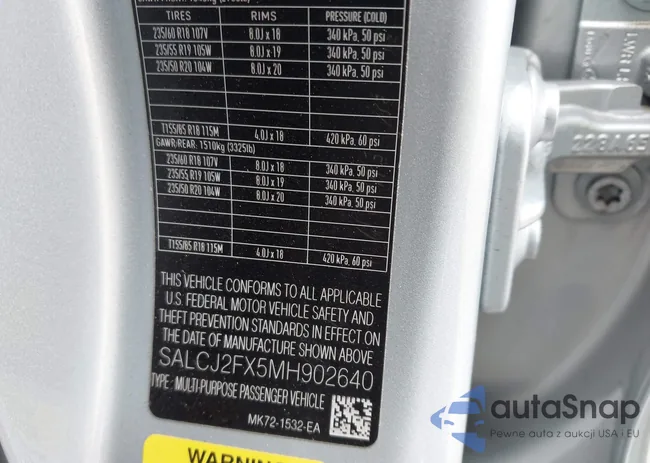 TIRES RIMS PRESSURE (COLD)
235/60 R18 107V 8.0J x 18 340 kPa, 50 psi
235/55 R19 105W 8.0J x 19 340 kPa, 50 psi
235/50 R20 104W 8.0J x 20 340 kPa, 50 psi
T155/85 R18 115M 4.0J x 18 420 kPa, 60 psi
GAWR/REAR: 1510kg (3325lb)
235/60 R18 107V 8.0J x 18 340 kPa, 50 psi
235/55 R19 105W 8.0J x 19 340 kPa, 50 psi
235/50 R20 104W 8.0J x 20 340 kPa, 50 psi
T155/85 R18 115M 4.0J x 18 420 kPa, 60 psi
THIS VEHICLE CONFORMS TO ALL APPLICABLE
U.S. FEDERAL MOTOR VEHICLE SAFETY AND
THEFT PREVENTION STANDARDS IN EFFECT ON
THE DATE OF MANUFACTURE SHOWN ABOVE
SALCJ2FX5MH902640
TYPE: MULTI-PURPOSE PASSENGER VEHICLE
MK72-1532-EA
WARNING
autaSnap
Pewne auta z aukcji USA i EU